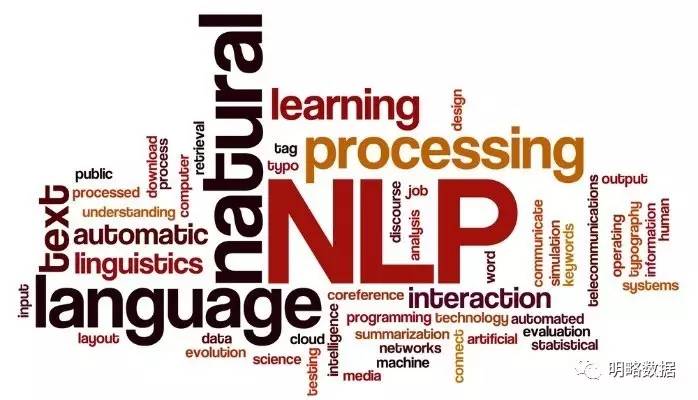 natural
learning
design
processing
tag
typo
NLP
retrieval
process
download
computer
public
processed
understanding
text
automatic
linguistics
input
language
layout
discourse
job
analysis
word
communicate
simulation
keywords
telecommunications
output
operating
typography
information
human
systems
coreference
interaction
programming
technology
automated
summarization
evaluation
networks
connect
artificial
statistical
machine
media
intelligence
testing
science
cloud
data
evolution
明略数据